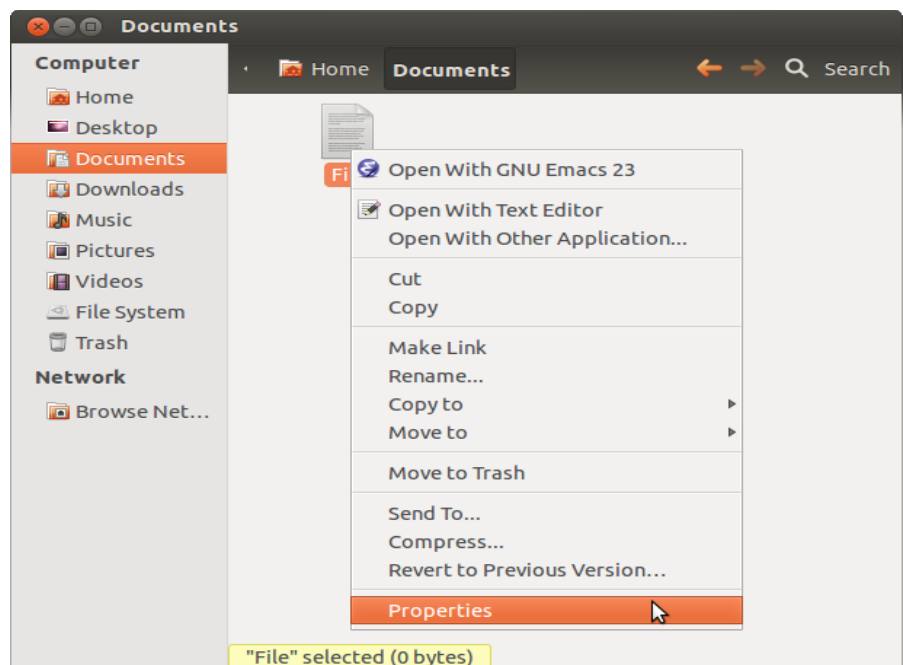 Documents
Computer
Home
Desktop
Documents
Downloads
Music
Pictures
Videos
File System
Trash
Network
Browse Net...
Home Documents Search
Fi
Open With GNU Emacs 23
Open With Text Editor
Open With Other Application...
Cut
Copy
Make Link
Rename...
Copy to
Move to
Move to Trash
Send To...
Compress...
Revert to Previous Version...
Properties
"File" selected (0 bytes)